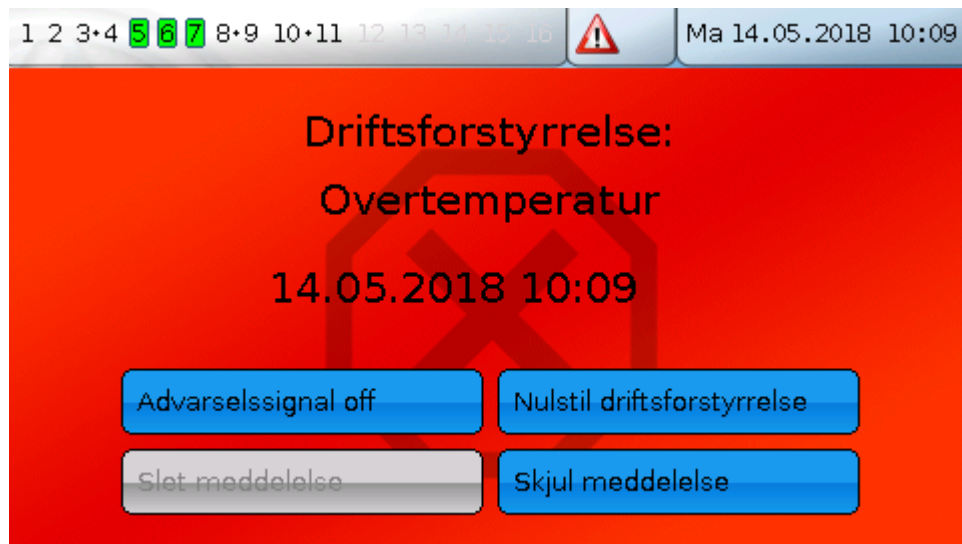 1 2 3•4 5 6 7 8•9 10•11 12 13 14•15 16 Ma 14.05.2018 10:09
Driftsforstyrrelse:
Overtemperatur
14.05.2018 10:09
Advarselssignal off Nulstil driftsforstyrrelse
Slet meddelelse Skjul meddelelse